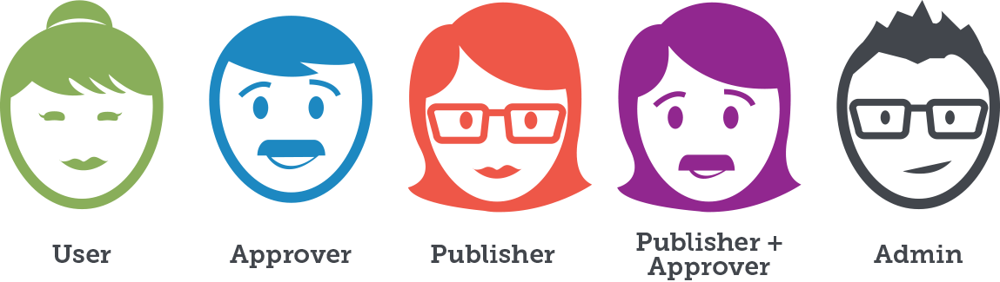 User
Approver
Publisher
Publisher +
Approver
Admin